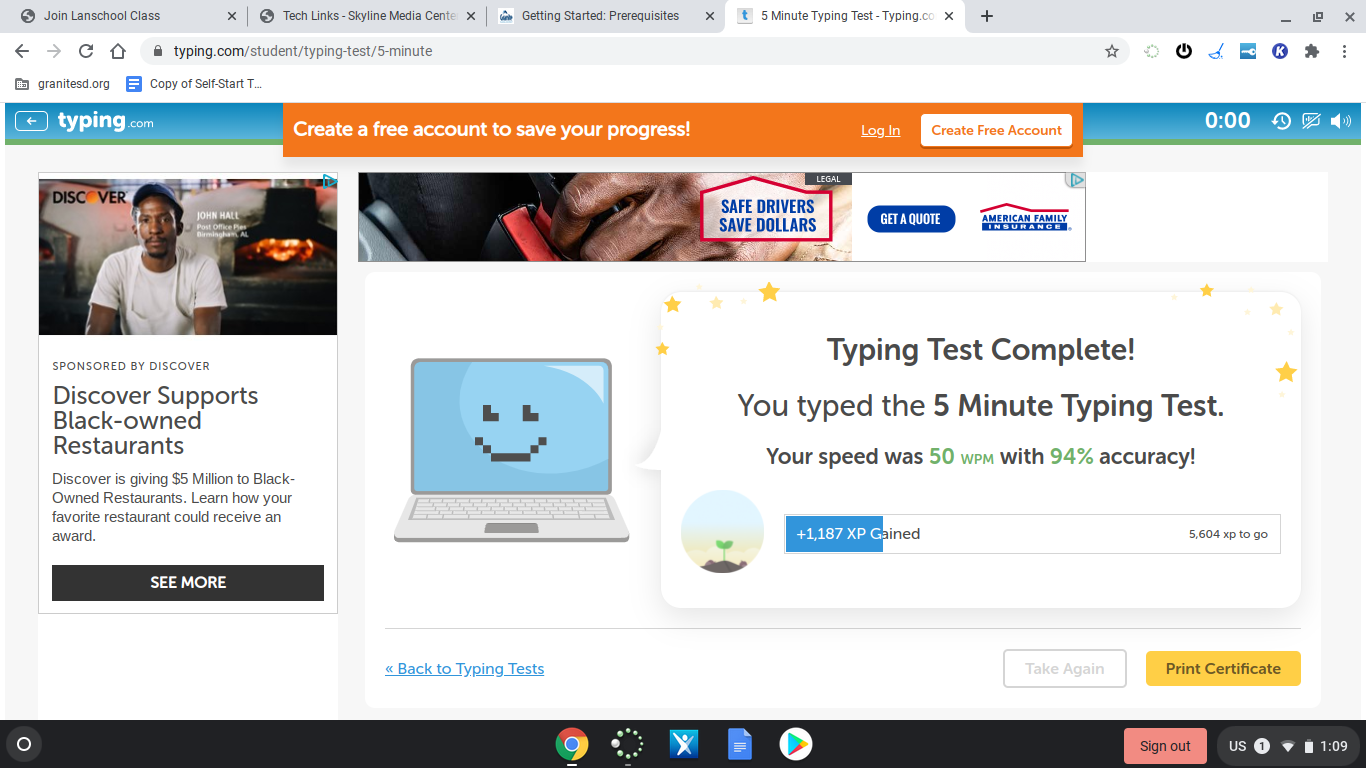 Join Lanschool Class
Tech Links - Skyline Media Cente
Getting Started: Prerequisites
5 Minute Typing Test - Typing.co
typing.com/student/typing-test/5-minute
granitesd.org
Copy of Self-Start T...
typing.com
Create a free account to save your progress!
Log In
Create Free Account
0:00
DISCOVER
JOHN HALL
Post Office Pies
Birmingham, AL
SPONSORED BY DISCOVER
Discover Supports
Black-owned
Restaurants
Discover is giving $5 Million to Black-
Owned Restaurants. Learn how your
favorite restaurant could receive an
award.
SEE MORE
LEGAL
SAFE DRIVERS
SAVE DOLLARS
GET A QUOTE
AMERICAN FAMILY
INSURANCE
Typing Test Complete!
You typed the 5 Minute Typing Test.
Your speed was 50 WPM with 94% accuracy!
+1,187 XP Gained
5,604 xp to go
« Back to Typing Tests
Take Again
Print Certificate
Sign out
US 1 1:09